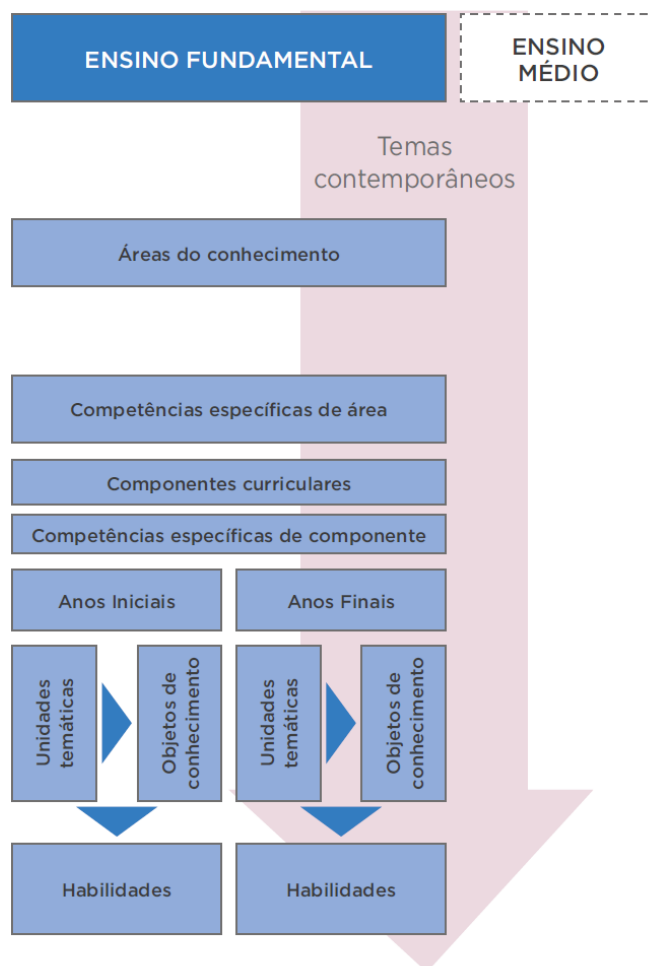 ENSINO FUNDAMENTAL
ENSINO
MÉDIO
Temas
contemporâneos
Áreas do conhecimento
Competências específicas de área
Componentes curriculares
Competências específicas de componente
Anos Iniciais
Anos Finais
Unidades
temáticas
Objetos de
conhecimento
Unidades
temáticas
Objetos de
conhecimento
Habilidades
Habilidades